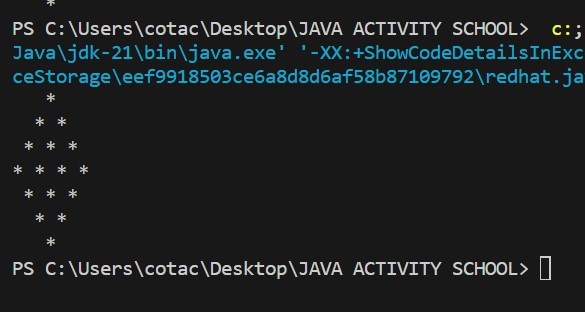 *
PS C:\Users\cotac\Desktop\JAVA ACTIVITY SCHOOL>  c:;
Java\jdk-21\bin\java.exe' '-XX:+ShowCodeDetailsInExc
ceStorage\eef9918503ce6a8d8d6af58b87109792\redhat.ja
   *
  * *
 * * *
* * * *
 * * *
  * *
   *
PS C:\Users\cotac\Desktop\JAVA ACTIVITY SCHOOL>